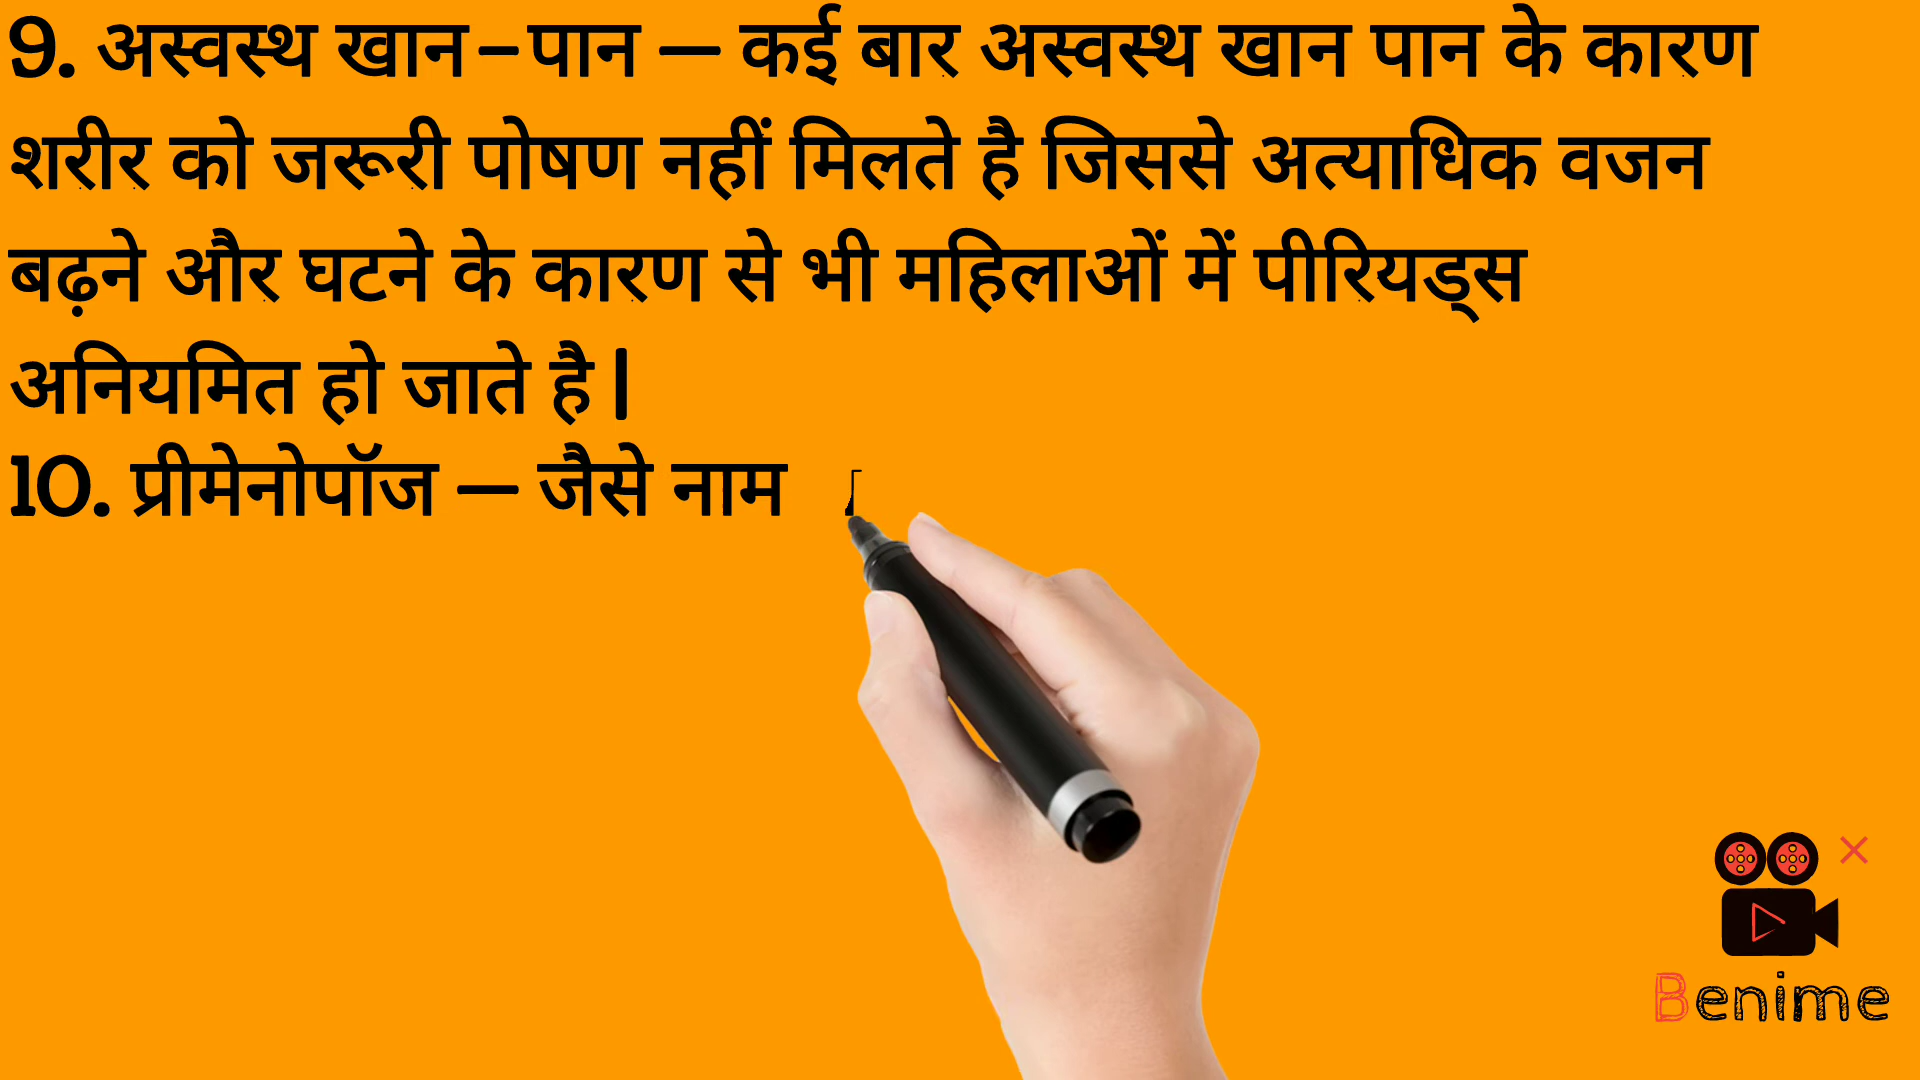 9. अस्वस्थ खान-पान – कई बार अस्वस्थ खान पान के कारण
शरीर को जरूरी पोषण नहीं मिलते है जिससे अत्याधिक वजन
बढ़ने और घटने के कारण से भी महिलाओं में पीरियड्स
अनियमित हो जाते है |
10. प्रीमेनोपॉज – जैसे नाम
Benime